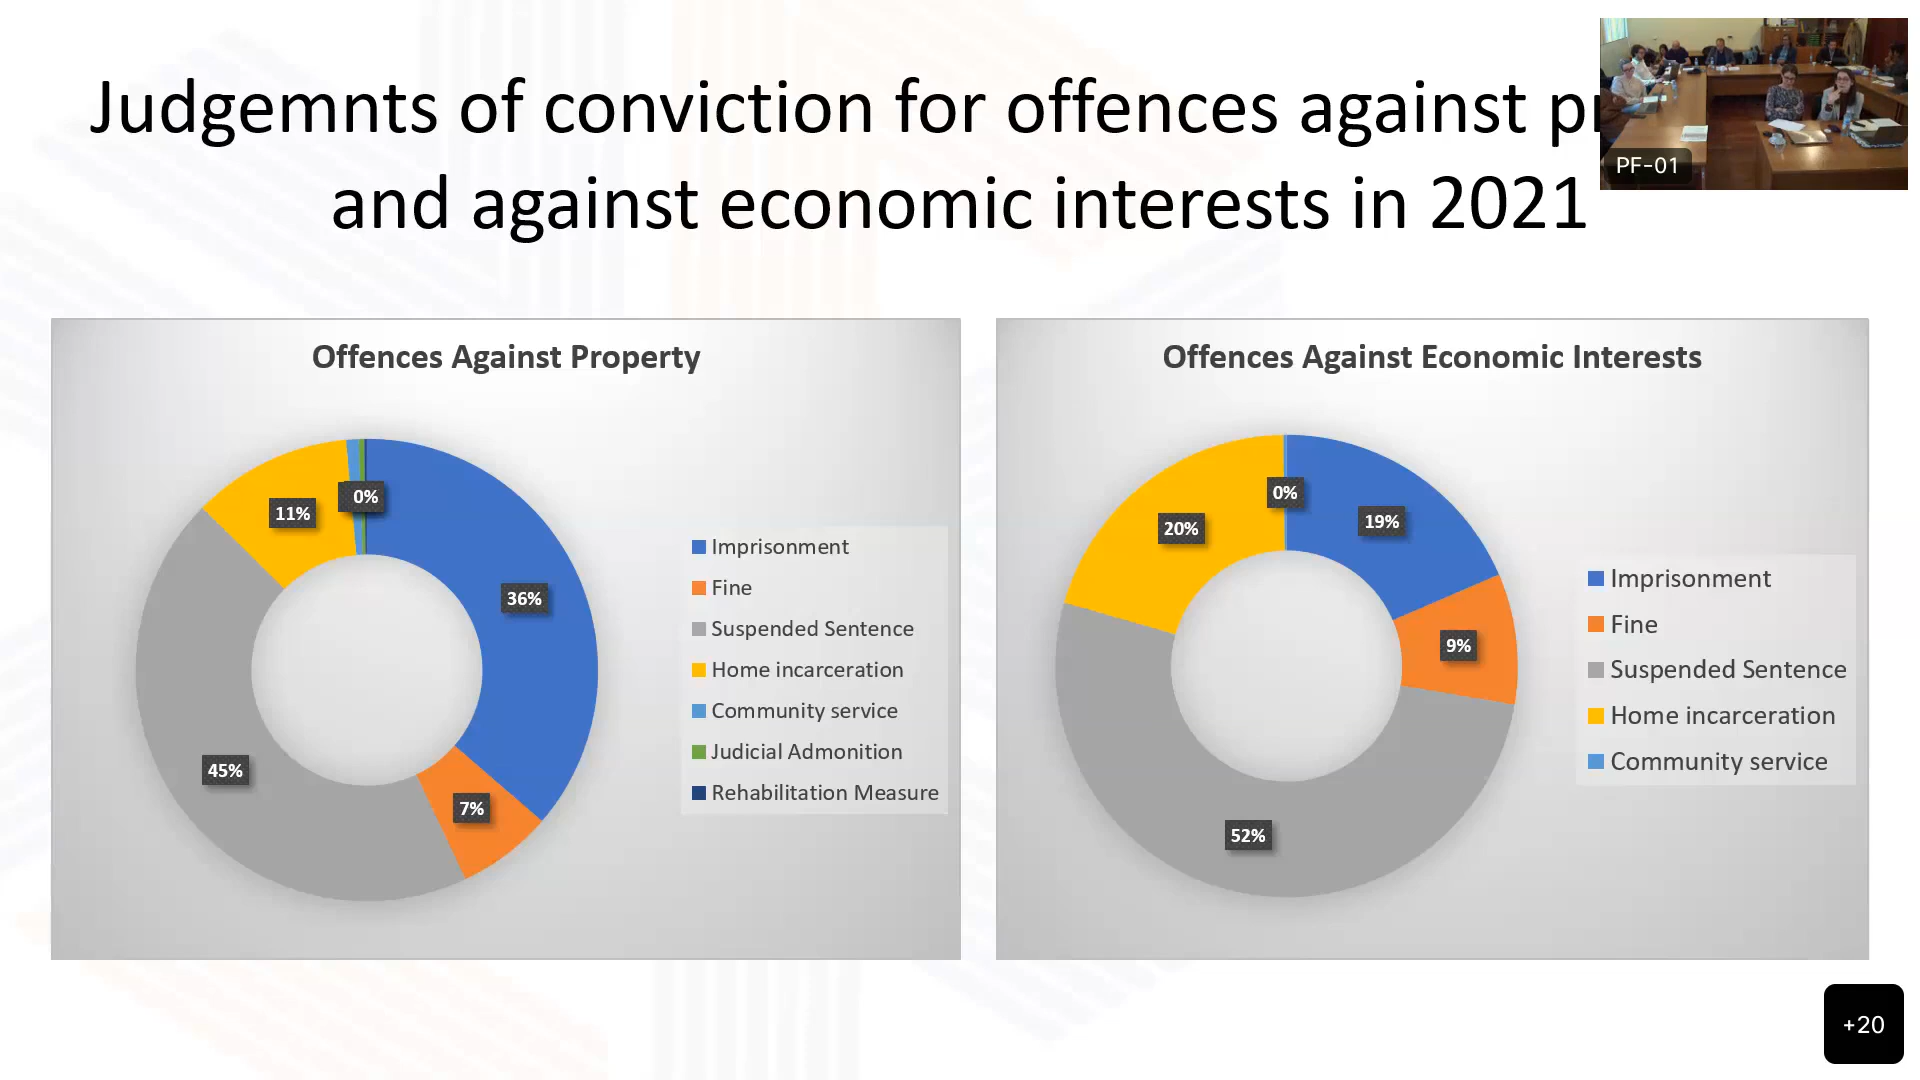 Judgemnts of conviction for offences against
and against economic interests in 2021
PF-01
Offences Against Property
11%
0%
36%
45%
7%
Imprisonment
Fine
Suspended Sentence
Home incarceration
Community service
Judicial Admonition
Rehabilitation Measure
Offences Against Economic Interests
20%
0%
19%
9%
52%
Imprisonment
Fine
Suspended Sentence
Home incarceration
Community service
+20